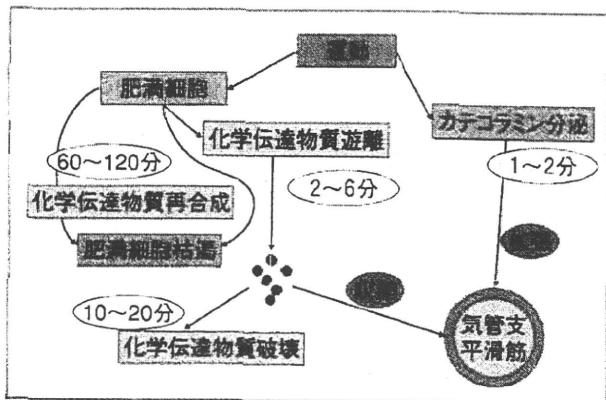 運動
肥満細胞
カテコラミン分泌
化学伝達物質遊離
60～120分
1～2分
2～6分
化学伝達物質再合成
肥満細胞枯渇
10～20分
化学伝達物質破壊
気管支
平滑筋